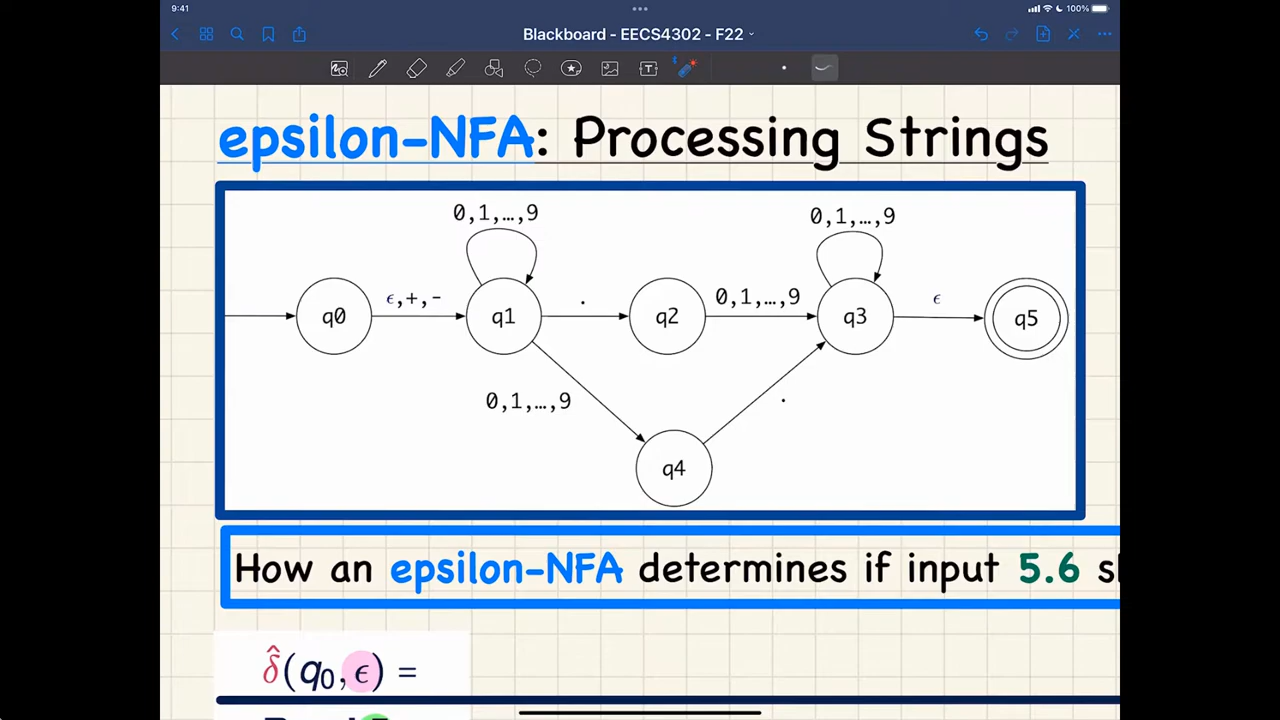 9:41
100%
Blackboard - EECS4302 - F22
epsilon-NFA: Processing Strings
0,1,…,9
0,1,…,9
q0
ϵ,+,-
q1
.
q2
0,1,…,9
q3
ϵ
q5
0,1,…,9
.
q4
How an epsilon-NFA determines if input 5.6 s
δ̂(q0, ϵ) =